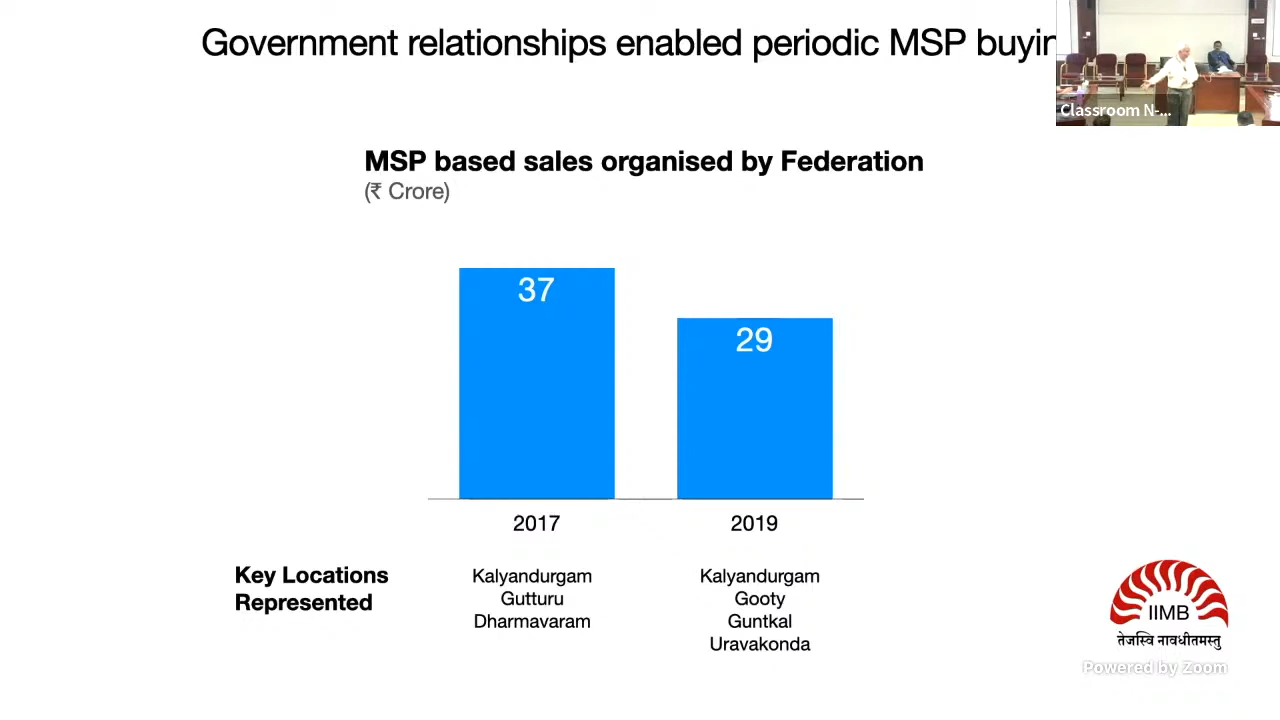 Government relationships enabled periodic MSP buyin
Classroom N-...
MSP based sales organised by Federation
(₹ Crore)
37
29
2017
2019
Key Locations
Represented
Kalyandurgam
Gutturu
Dharmavaram
Kalyandurgam
Gooty
Guntkal
Uravakonda
IIMB
तेजस्वि नावधीतमस्तु
Powered by Zoom